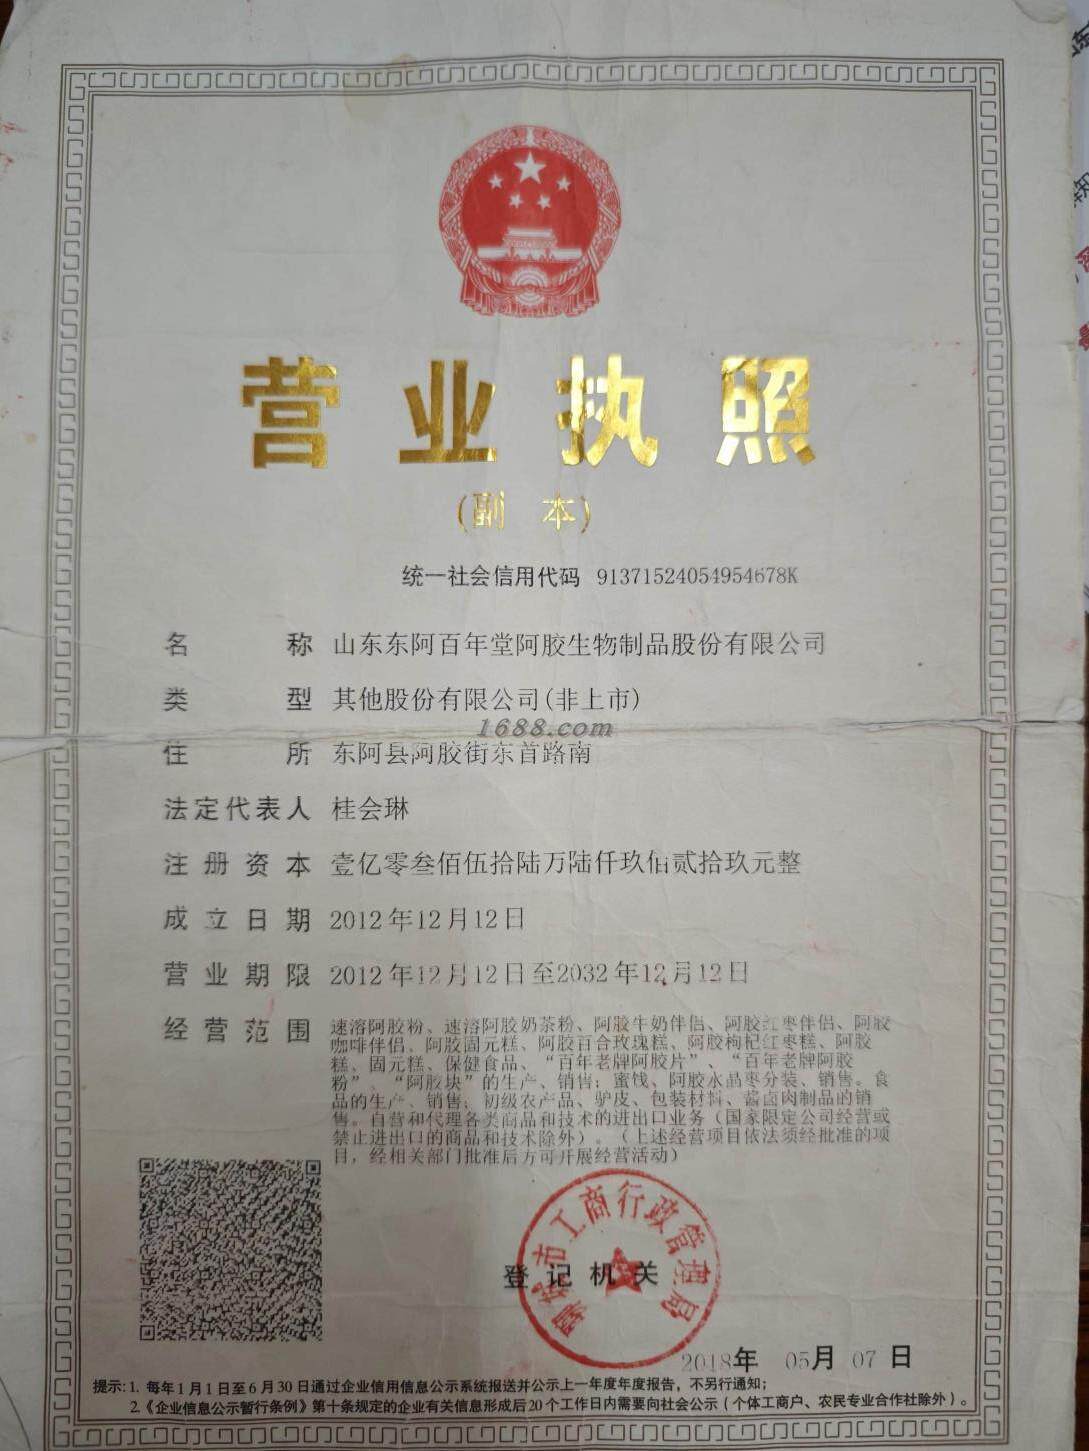 营业执照
(副本)
统一社会信用代码 91371524054954678K
名称 山东东阿百年堂阿胶生物制品股份有限公司
类型 其他股份有限公司(非上市)
1688.com
住所 东阿县阿胶街东首路南
法定代表人 桂会琳
注册资本 壹亿零叁佰伍拾陆万陆仟玖佰贰拾玖元整
成立日期 2012年12月12日
营业期限 2012年12月12日至2032年12月12日
经营范围 速溶阿胶粉、速溶阿胶奶茶粉、阿胶牛奶伴侣、阿胶红枣伴侣、阿胶
咖啡伴侣、阿胶固元糕、阿胶百合玫瑰糕、阿胶枸杞红枣糕、阿胶
糕、固元糕、保健食品、“百年老牌阿胶片”、“百年老牌阿胶
粉”、“阿胶块”的生产、销售；蜜饯、阿胶水晶枣分装、销售。食
品的生产、销售；初级农产品、驴皮、包装材料、酱卤肉制品的销
售。自营和代理各类商品和技术的进出口业务（国家限定公司经营或
禁止进出口的商品和技术除外）。（上述经营项目依法须经批准的项
目，经相关部门批准后方可开展经营活动）
聊城市工商行政管理局
登记机关
2018年 05月 07日
提示：1. 每年1月1日至6月30日通过企业信用信息公示系统报送并公示上一年度年度报告，不另行通知；
2.《企业信息公示暂行条例》第十条规定的企业有关信息形成后20个工作日内需要向社会公示（个体工商户、农民专业合作社除外）。